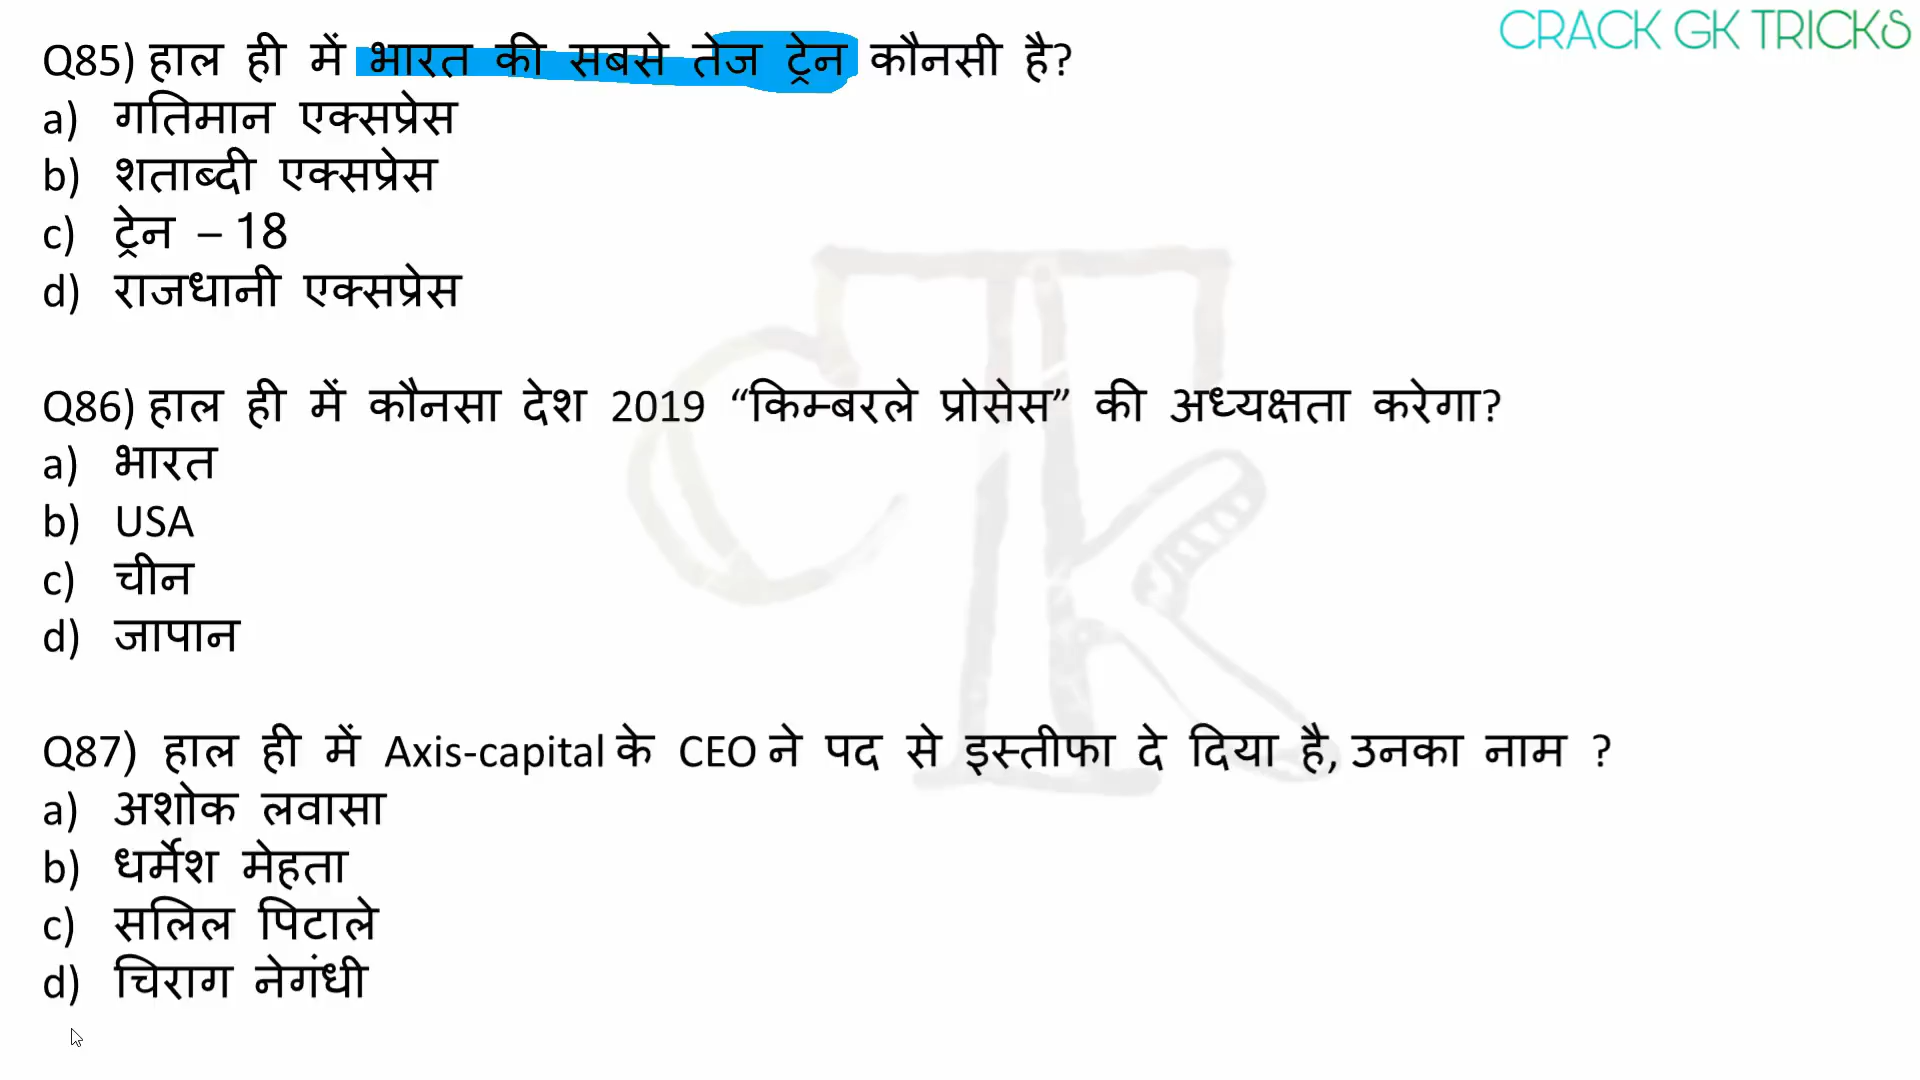 CRACK GK TRICKS
Q85) हाल ही में भारत की सबसे तेज ट्रेन कौनसी है?
a) गतिमान एक्सप्रेस
b) शताब्दी एक्सप्रेस
c) ट्रेन – 18
d) राजधानी एक्सप्रेस
Q86) हाल ही में कौनसा देश 2019 “किम्बरले प्रोसेस” की अध्यक्षता करेगा?
a) भारत
b) USA
c) चीन
d) जापान
Q87) हाल ही में Axis-capital के CEO ने पद से इस्तीफा दे दिया है, उनका नाम ?
a) अशोक लवासा
b) धर्मेश मेहता
c) सलिल पिटाले
d) चिराग नेगंधी
CTk